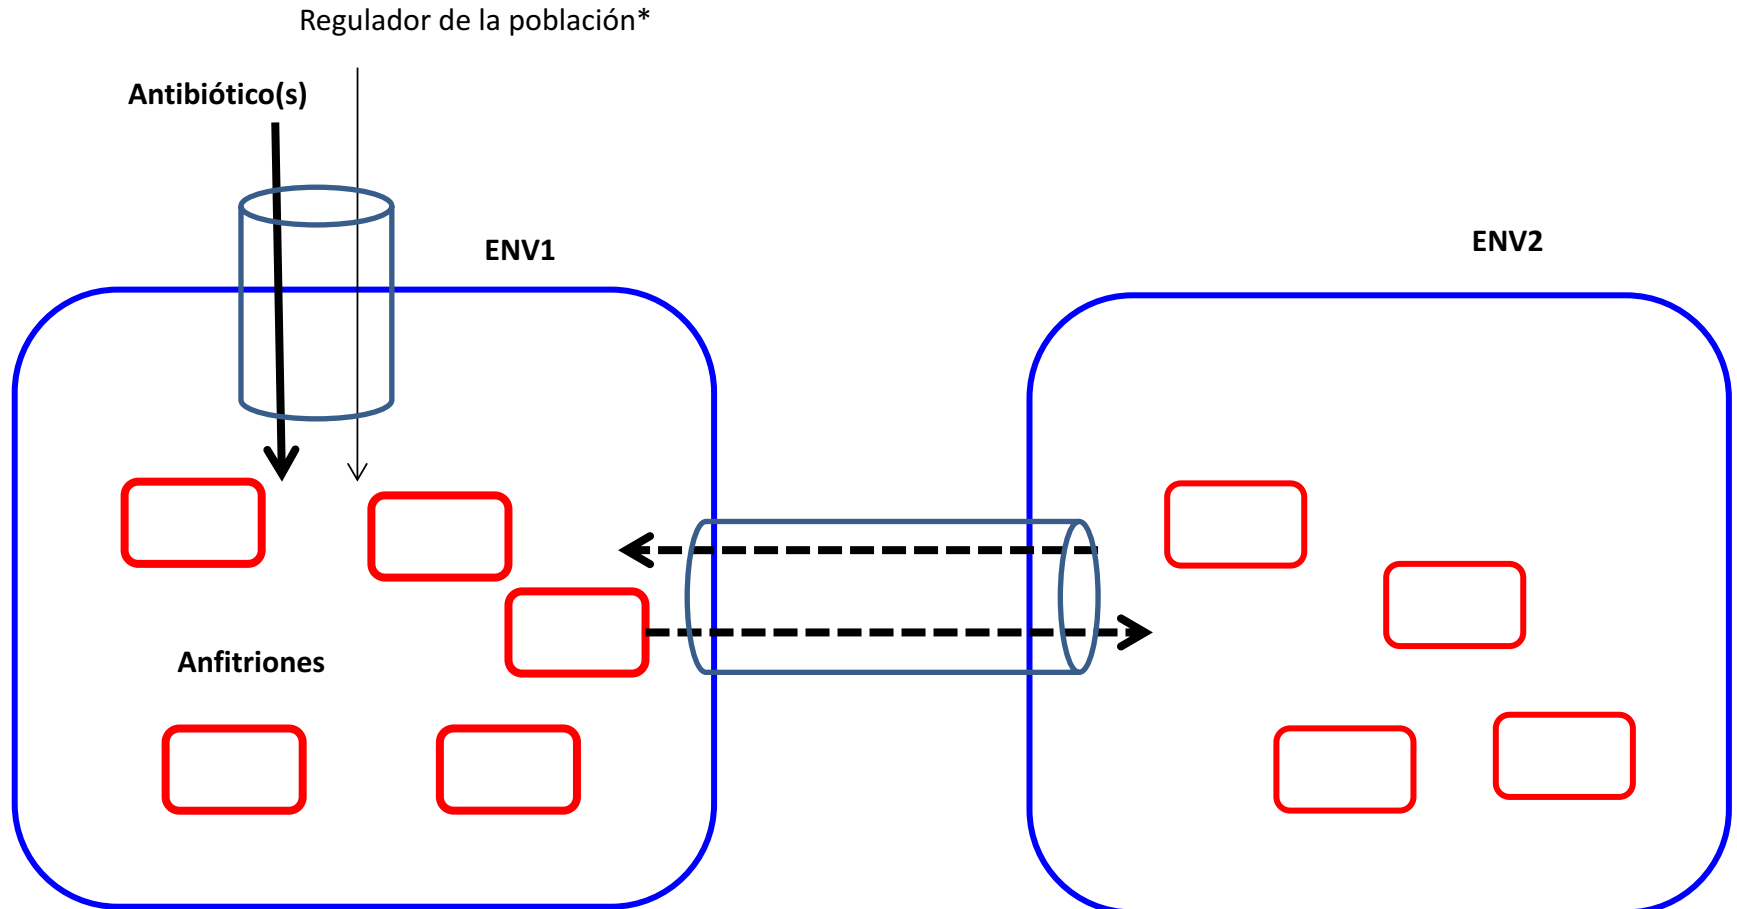 Regulador de la población*
Antibiótico(s)
ENV1
ENV2
Anfitriones